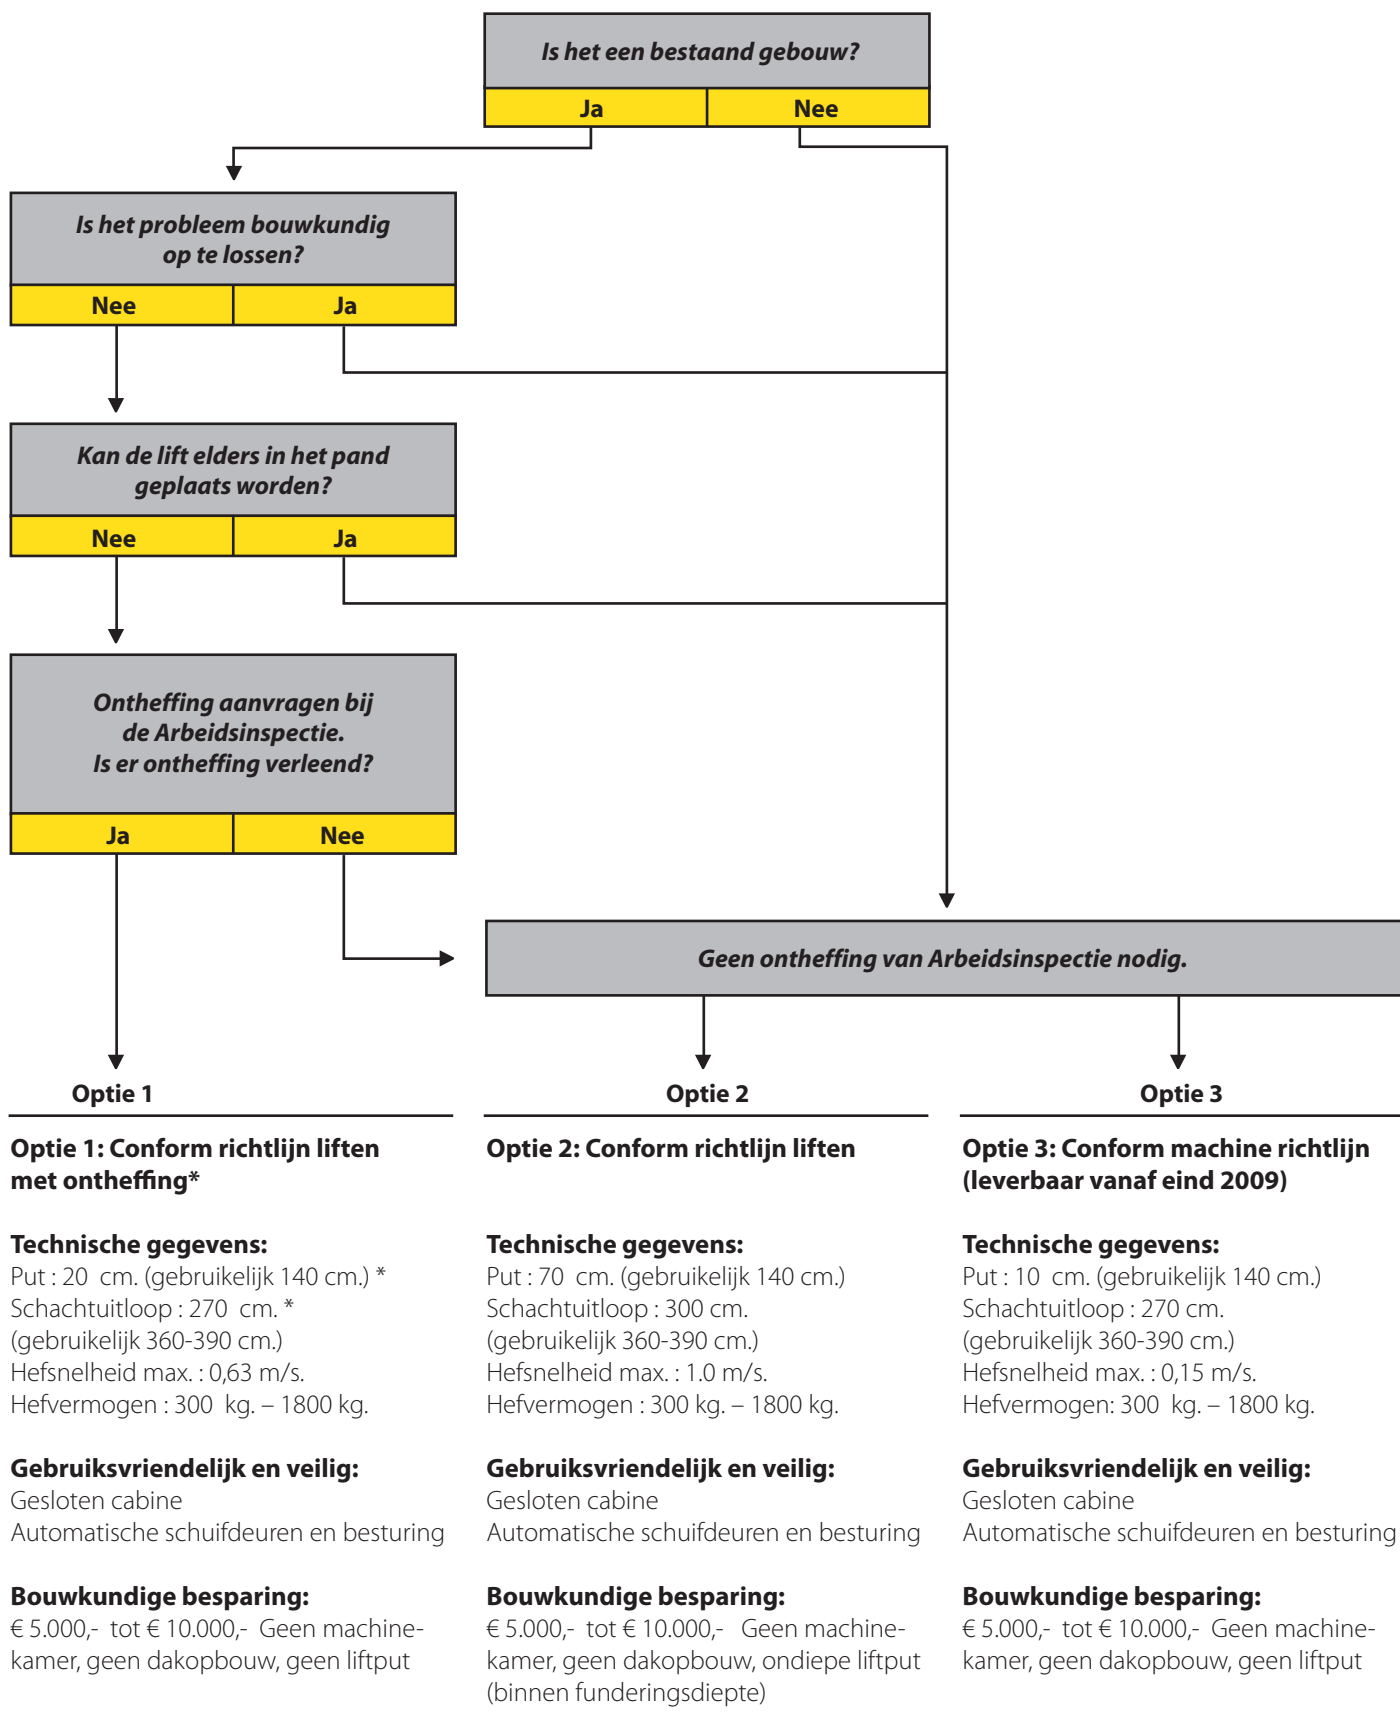 Is het een bestaand gebouw?
Ja
Nee
Is het probleem bouwkundig
op te lossen?
Nee
Ja
Kan de lift elders in het pand
geplaats worden?
Nee
Ja
Ontheffing aanvragen bij
de Arbeidsinspectie.
Is er ontheffing verleend?
Ja
Nee
Geen ontheffing van Arbeidsinspectie nodig.
Optie 1
Optie 1: Conform richtlijn liften
met ontheffing*
Technische gegevens:
Put : 20 cm. (gebruikelijk 140 cm.) *
Schachtuitloop : 270 cm. *
(gebruikelijk 360-390 cm.)
Hefsnelheid max. : 0,63 m/s.
Hefvermogen : 300 kg. – 1800 kg.
Gebruiksvriendelijk en veilig:
Gesloten cabine
Automatische schuifdeuren en besturing
Bouwkundige besparing:
€ 5.000,- tot € 10.000,- Geen machine-
kamer, geen dakopbouw, geen liftput
Optie 2
Optie 2: Conform richtlijn liften
Technische gegevens:
Put : 70 cm. (gebruikelijk 140 cm.)
Schachtuitloop : 300 cm.
(gebruikelijk 360-390 cm.)
Hefsnelheid max. : 1.0 m/s.
Hefvermogen : 300 kg. – 1800 kg.
Gebruiksvriendelijk en veilig:
Gesloten cabine
Automatische schuifdeuren en besturing
Bouwkundige besparing:
€ 5.000,- tot € 10.000,- Geen machine-
kamer, geen dakopbouw, ondiepe liftput
(binnen funderingsdiepte)
Optie 3
Optie 3: Conform machine richtlijn
(leverbaar vanaf eind 2009)
Technische gegevens:
Put : 10 cm. (gebruikelijk 140 cm.)
Schachtuitloop : 270 cm.
(gebruikelijk 360-390 cm.)
Hefsnelheid max. : 0,15 m/s.
Hefvermogen: 300 kg. – 1800 kg.
Gebruiksvriendelijk en veilig:
Gesloten cabine
Automatische schuifdeuren en besturing
Bouwkundige besparing:
€ 5.000,- tot € 10.000,- Geen machine-
kamer, geen dakopbouw, geen liftput